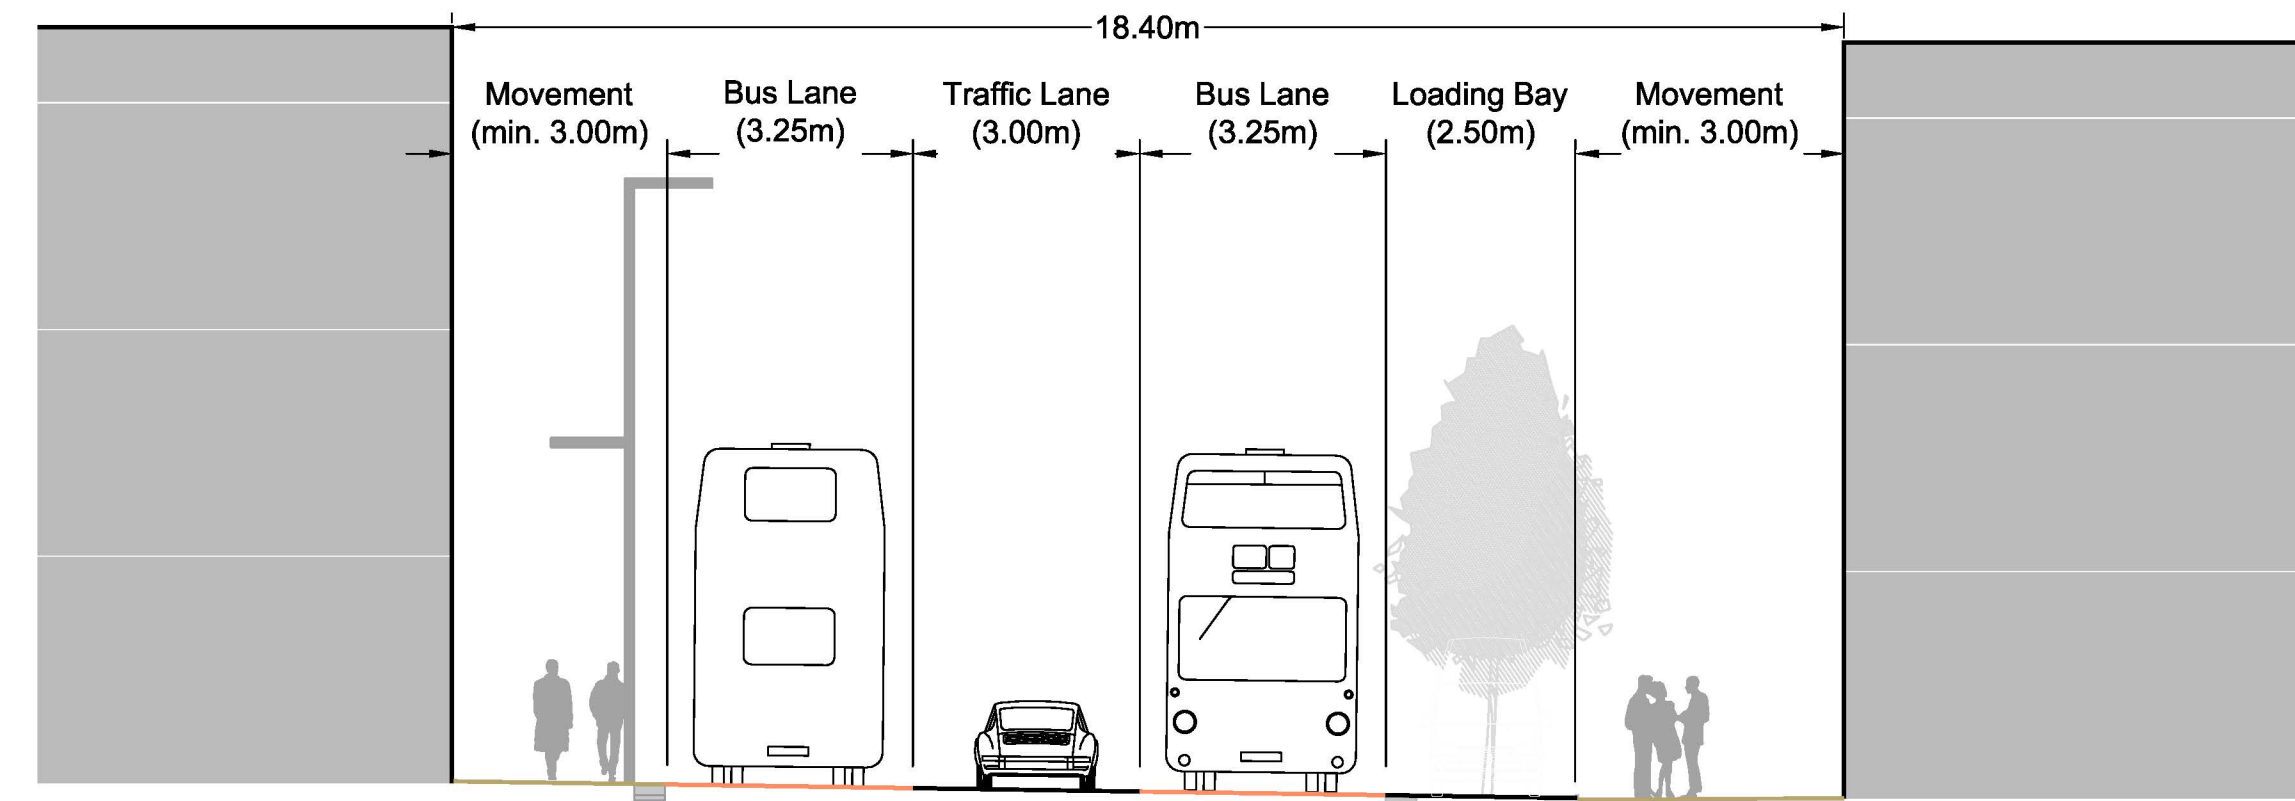 18.40m
Movement
(min. 3.00m)
Bus Lane
(3.25m)
Traffic Lane
(3.00m)
Bus Lane
(3.25m)
Loading Bay
(2.50m)
Movement
(min. 3.00m)